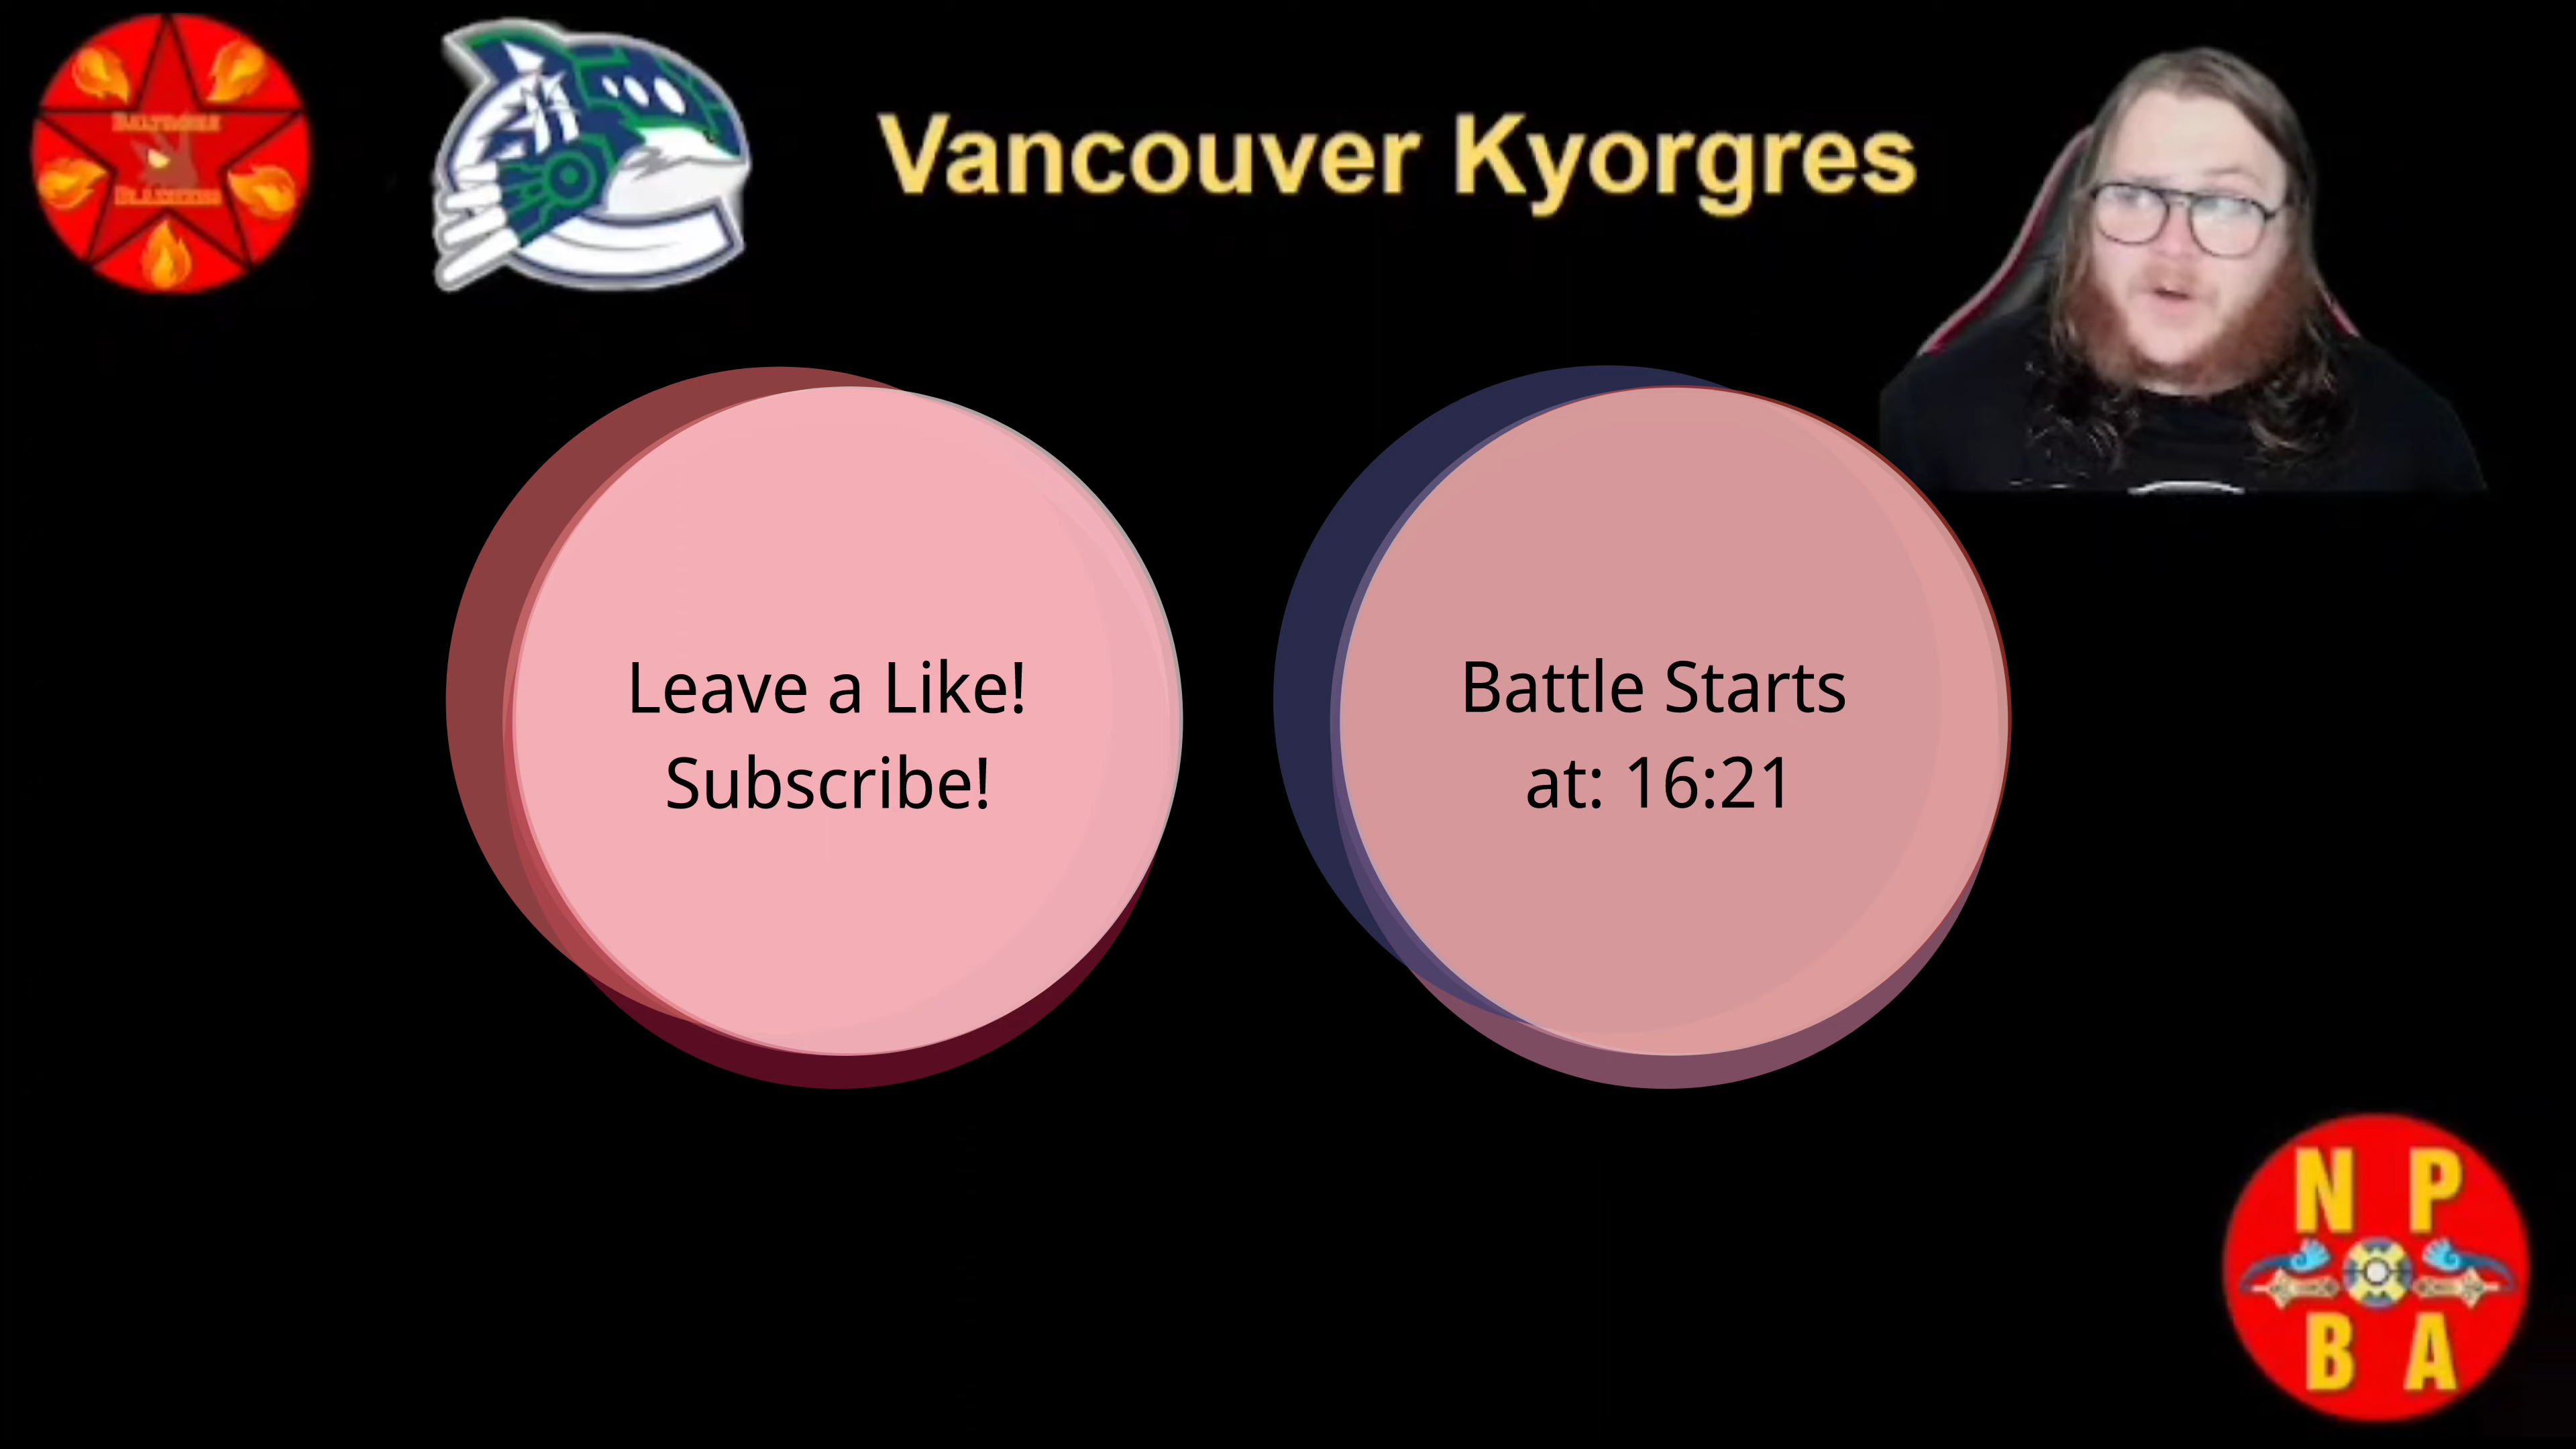 Vancouver Kyorgres
Leave a Like!
Subscribe!
Battle Starts
at: 16:21
N P
B A